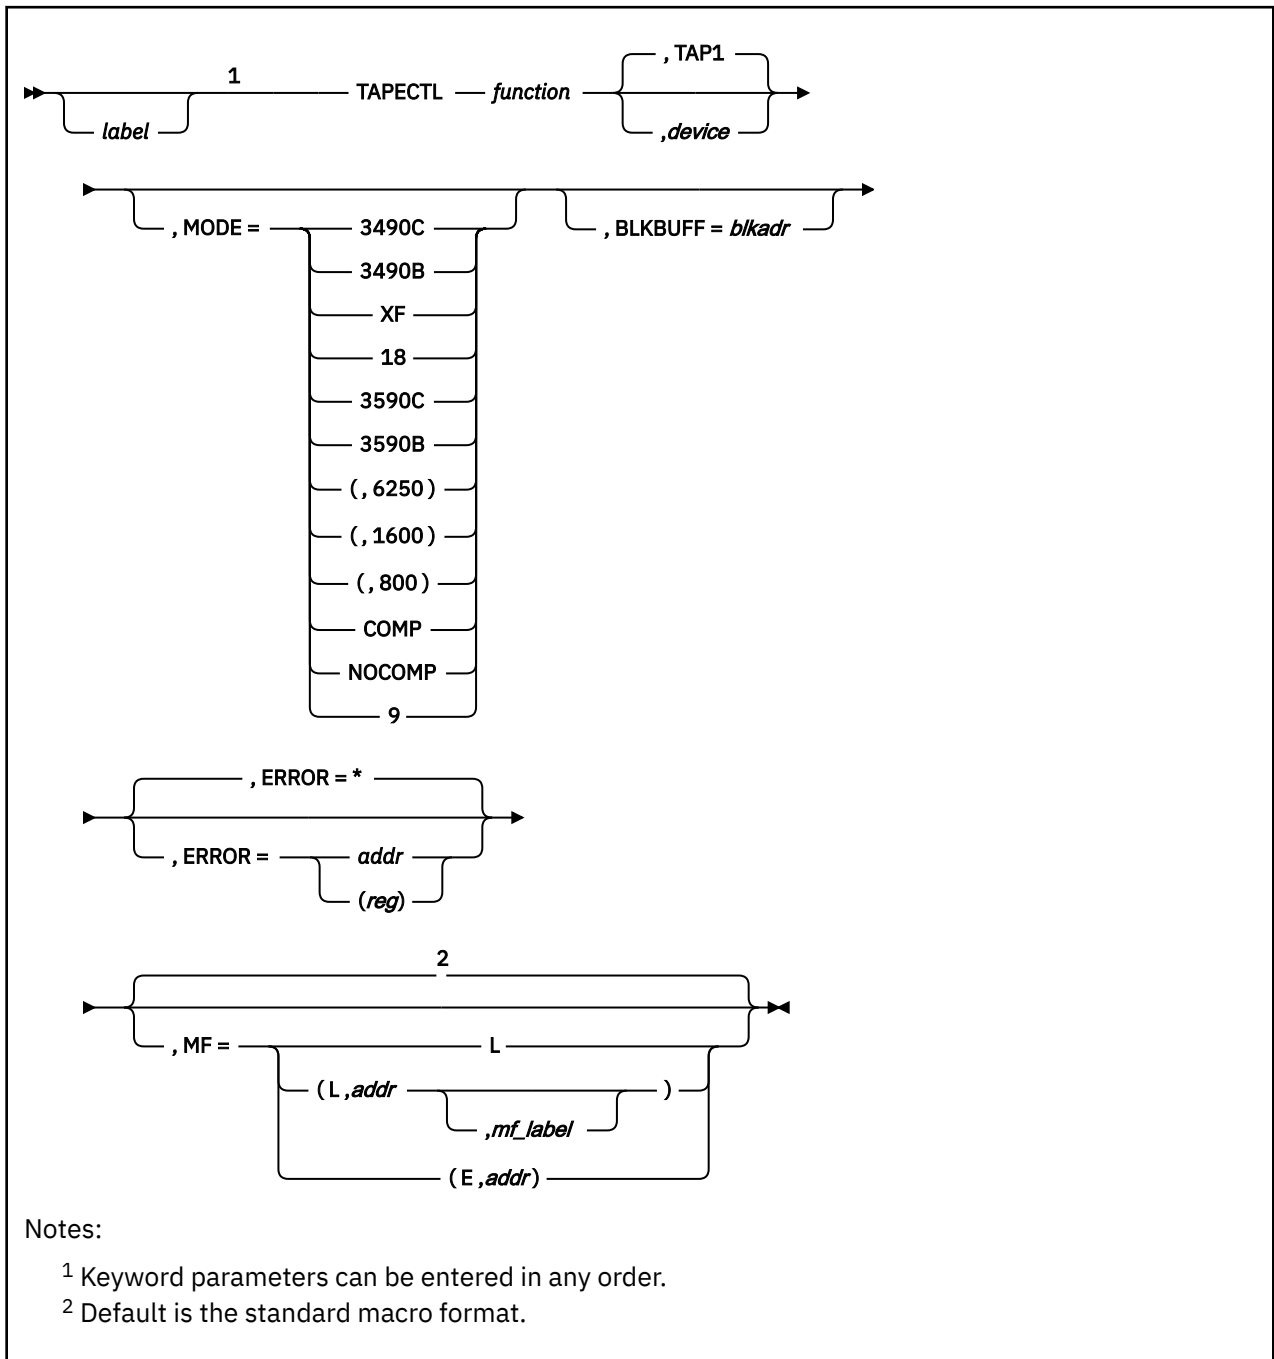 , TAP1
1
TAPECTL function
label
,device
, MODE = 3490C
, BLKBUFF = blkadr
3490B
XF
18
3590C
3590B
(,6250)
(,1600)
(,800)
COMP
NOCOMP
9
, ERROR = *
, ERROR = addr
(reg)
2
, MF = L
(L,addr )
,mf_label
(E,addr)
Notes:
1 Keyword parameters can be entered in any order.
2 Default is the standard macro format.